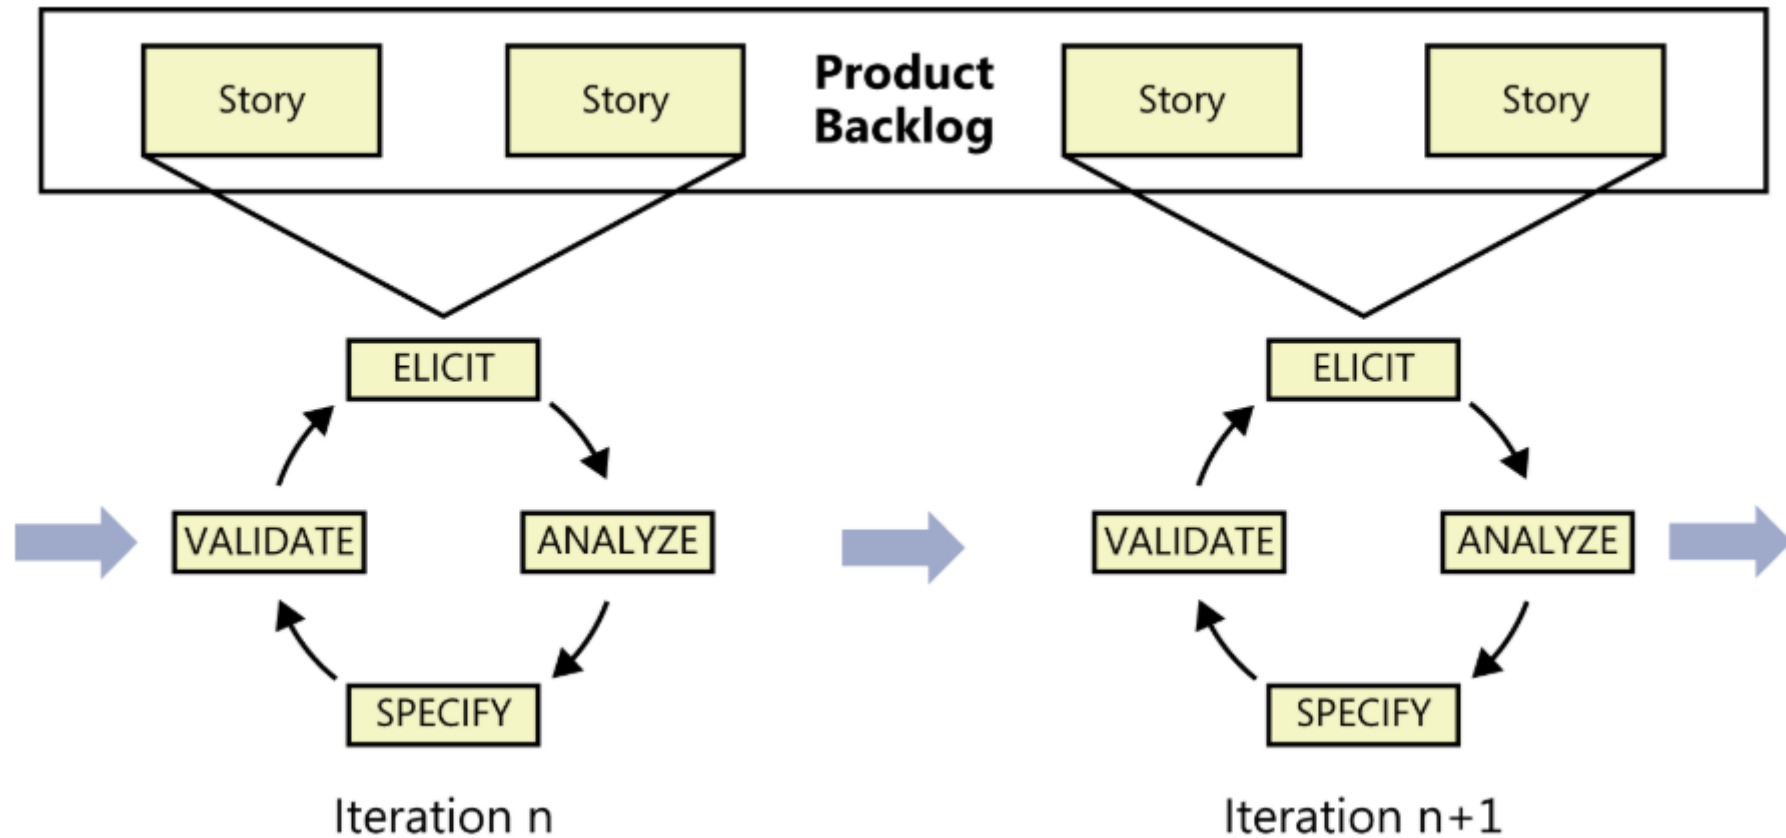 Story
Story
Product
Backlog
Story
Story
ELICIT
VALIDATE
ANALYZE
SPECIFY
Iteration n
ELICIT
VALIDATE
ANALYZE
SPECIFY
Iteration n+1